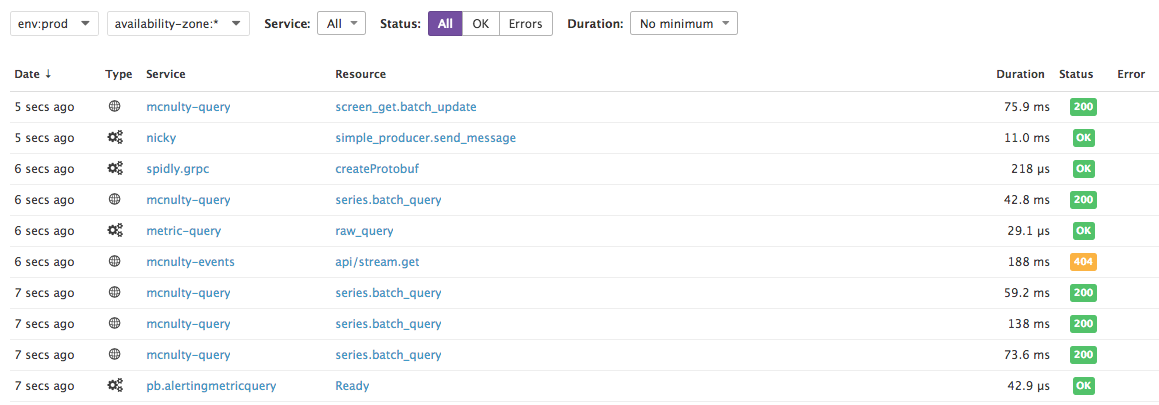 env:prod availability-zone:* Service: All Status: All OK Errors Duration: No minimum
Date ↓ Type Service Resource Duration Status Error
5 secs ago mcnulty-query screen_get.batch_update 75.9 ms 200
5 secs ago nicky simple_producer.send_message 11.0 ms OK
6 secs ago spidly.grpc createProtobuf 218 µs OK
6 secs ago mcnulty-query series.batch_query 42.8 ms 200
6 secs ago metric-query raw_query 29.1 µs OK
6 secs ago mcnulty-events api/stream.get 188 ms 404
7 secs ago mcnulty-query series.batch_query 59.2 ms 200
7 secs ago mcnulty-query series.batch_query 138 ms 200
7 secs ago mcnulty-query series.batch_query 73.6 ms 200
7 secs ago pb.alertingmetricquery Ready 42.9 µs OK